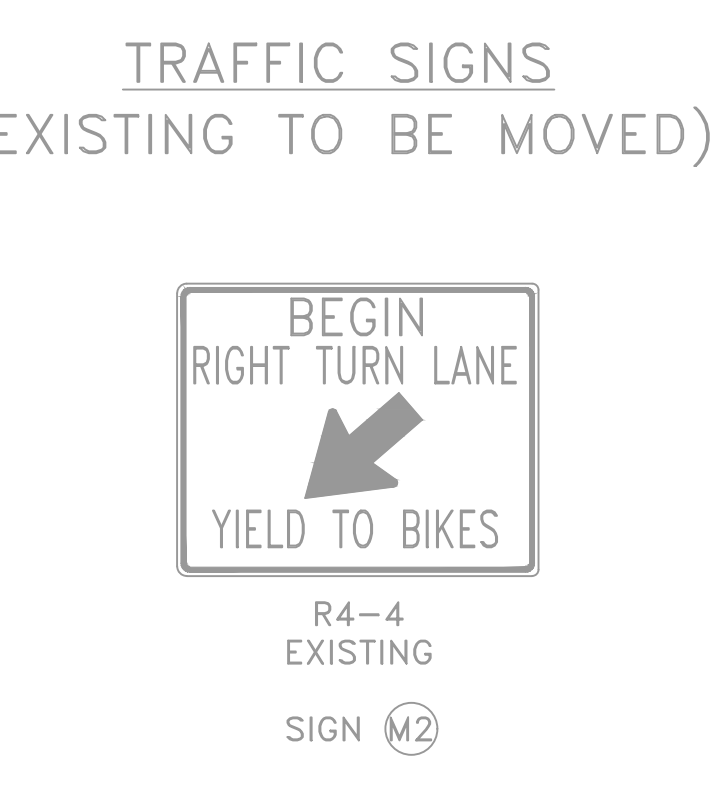 TRAFFIC SIGNS
EXISTING TO BE MOVED)
BEGIN
RIGHT TURN LANE
YIELD TO BIKES
R4-4
EXISTING
SIGN M2